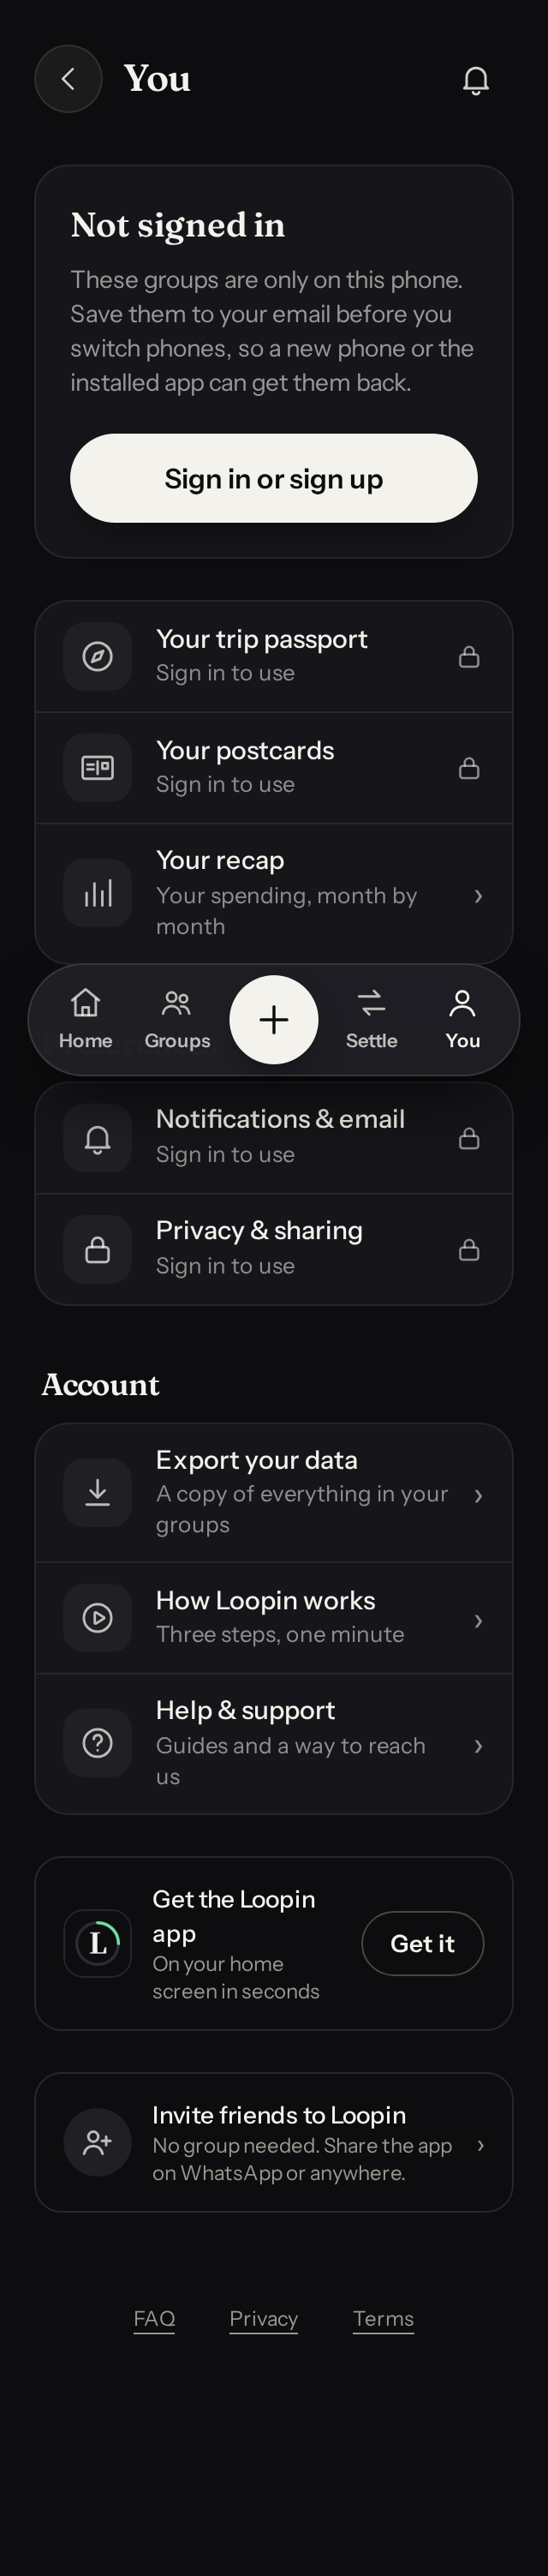 You
Not signed in
These groups are only on this phone.
Save them to your email before you
switch phones, so a new phone or the
installed app can get them back.
Sign in or sign up
Your trip passport
Sign in to use
Your postcards
Sign in to use
Your recap
Your spending, month by
month
Home
Groups
Settle
You
Notifications & email
Sign in to use
Privacy & sharing
Sign in to use
Account
Export your data
A copy of everything in your
groups
How Loopin works
Three steps, one minute
Help & support
Guides and a way to reach
us
L
Get the Loopin
app
On your home
screen in seconds
Get it
Invite friends to Loopin
No group needed. Share the app
on WhatsApp or anywhere.
FAQ
Privacy
Terms